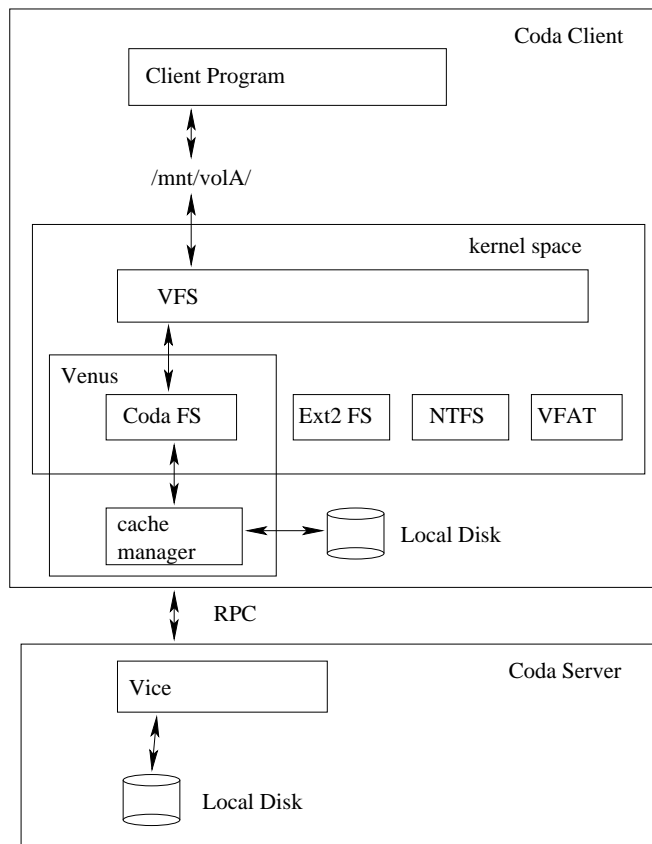 Coda Client
Client Program
/mnt/volA/
kernel space
VFS
Venus
Coda FS
Ext2 FS
NTFS
VFAT
cache
manager
Local Disk
RPC
Coda Server
Vice
Local Disk